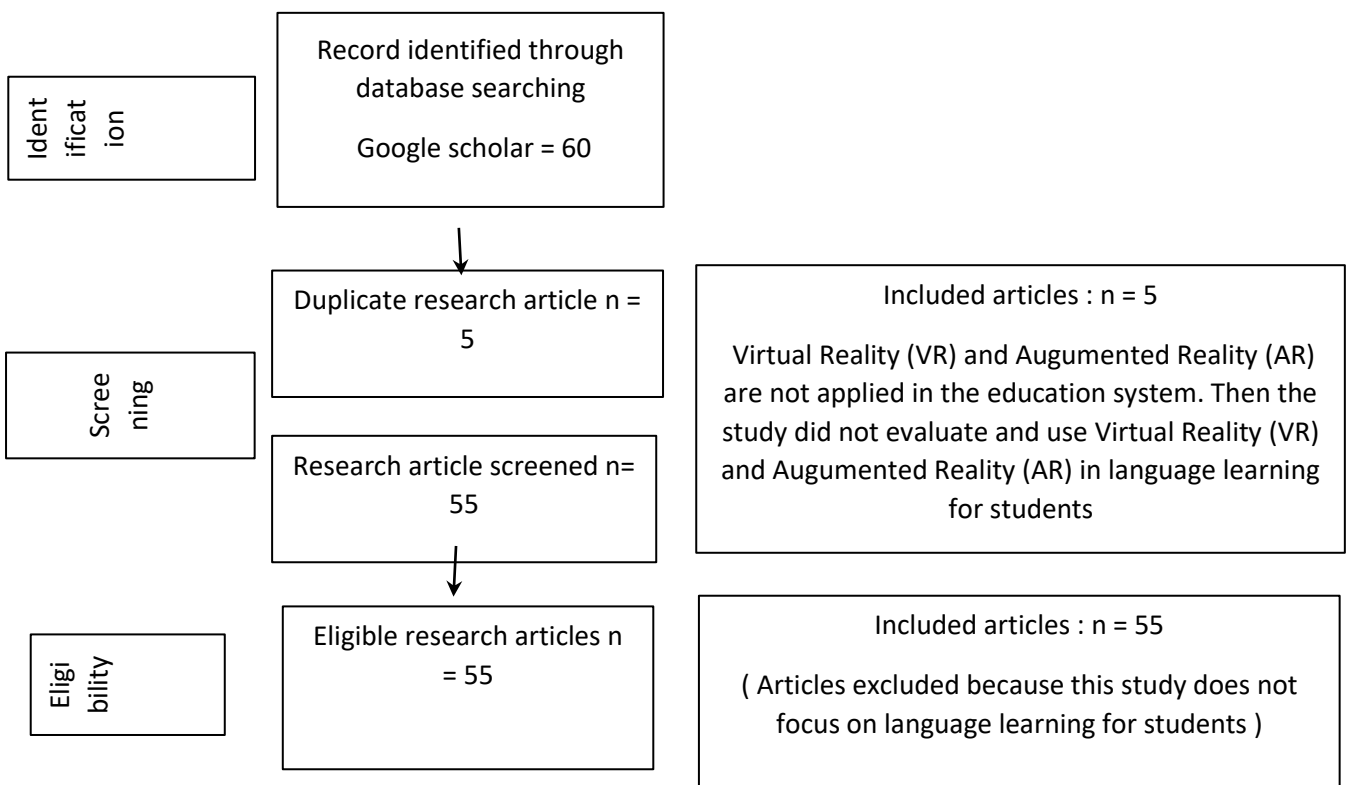 Ident
ificat
ion
Record identified through
database searching
Google scholar = 60
Scree
ning
Duplicate research article n =
5
Research article screened n=
55
Included articles : n = 5
Virtual Reality (VR) and Augumented Reality (AR)
are not applied in the education system. Then the
study did not evaluate and use Virtual Reality (VR)
and Augumented Reality (AR) in language learning
for students
Eligi
bility
Eligible research articles n
= 55
Included articles : n = 55
( Articles excluded because this study does not
focus on language learning for students )